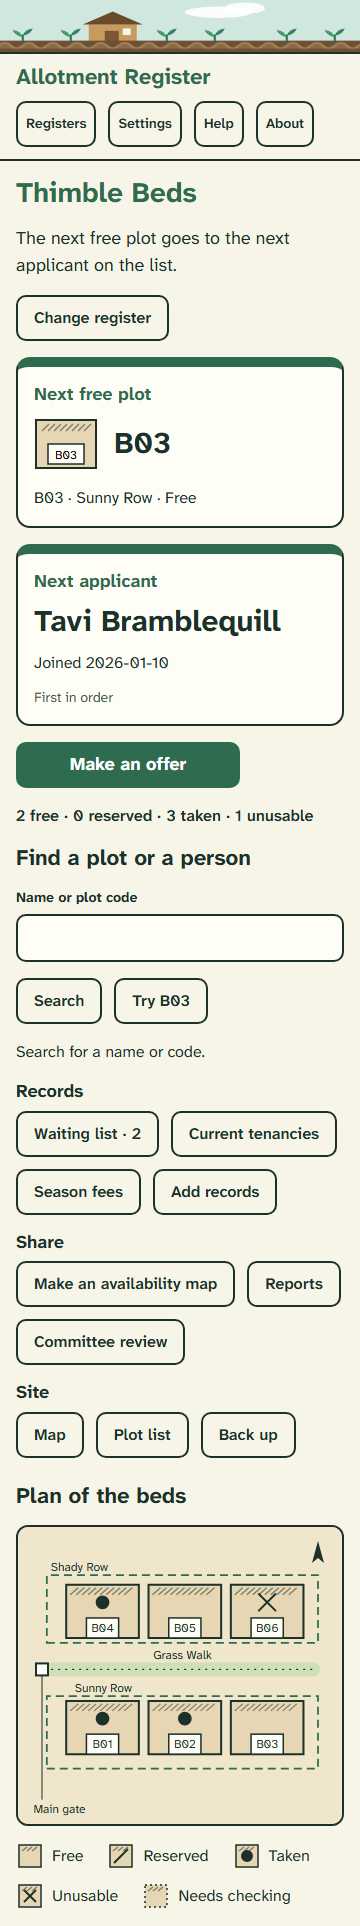 Allotment Register
Registers
Settings
Help
About
Thimble Beds
The next free plot goes to the next
applicant on the list.
Change register
Next free plot
B03
B03
B03 · Sunny Row · Free
Next applicant
Tavi Bramblequill
Joined 2026-01-10
First in order
Make an offer
2 free · 0 reserved · 3 taken · 1 unusable
Find a plot or a person
Name or plot code
Search
Try B03
Search for a name or code.
Records
Waiting list · 2
Current tenancies
Season fees
Add records
Share
Make an availability map
Reports
Committee review
Site
Map
Plot list
Back up
Plan of the beds
Shady Row
B04
B05
B06
Grass Walk
Sunny Row
B01
B02
B03
Main gate
Free
Reserved
Taken
Unusable
Needs checking